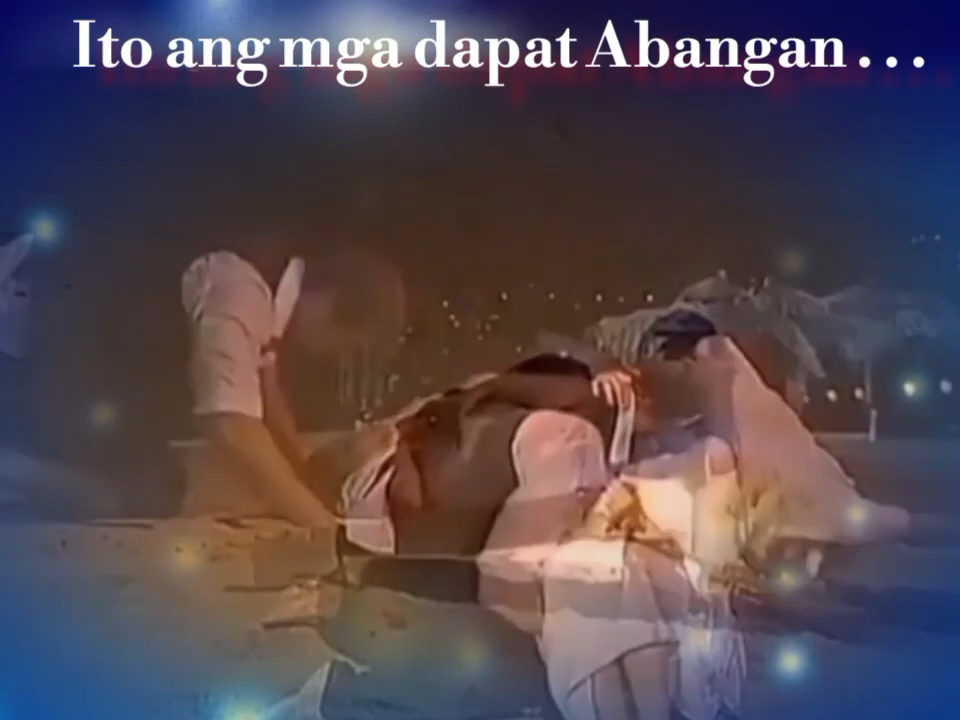 Ito ang mga dapat Abangan . . .